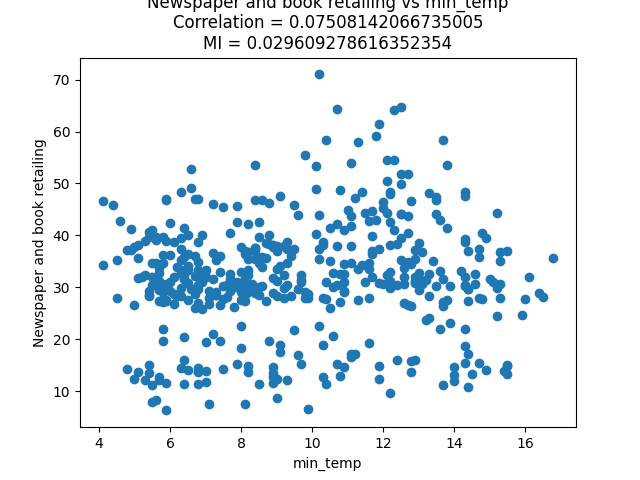 Newspaper and book retailing vs min_temp
Correlation = 0.07508142066735005
MI = 0.029609278616352354
70
60
50
40
30
20
10
Newspaper and book retailing
4 6 8 10 12 14 16
min_temp